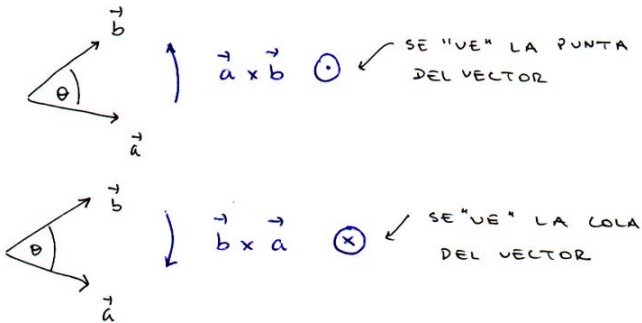 b⃗
θ
a⃗
a⃗ × b⃗ ⊙
SE "VE" LA PUNTA
DEL VECTOR
b⃗
θ
a⃗
b⃗ × a⃗ ⊗
SE "VE" LA COLA
DEL VECTOR